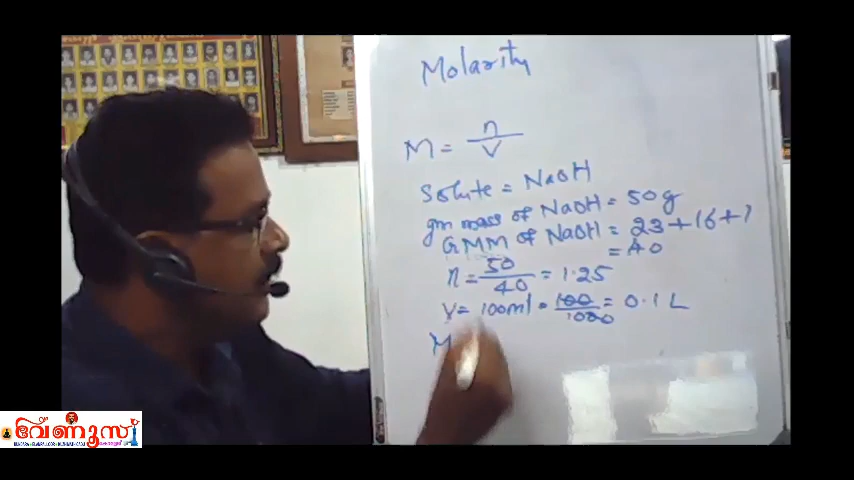 Molarity
M = n/V
Solute = NaOH
gm mass of NaOH = 50g
GMM of NaOH = 23+16+1
= 40
n = 50/40 = 1.25
V = 100ml = 100/1000 = 0.1 L
M
വേണൂസ്